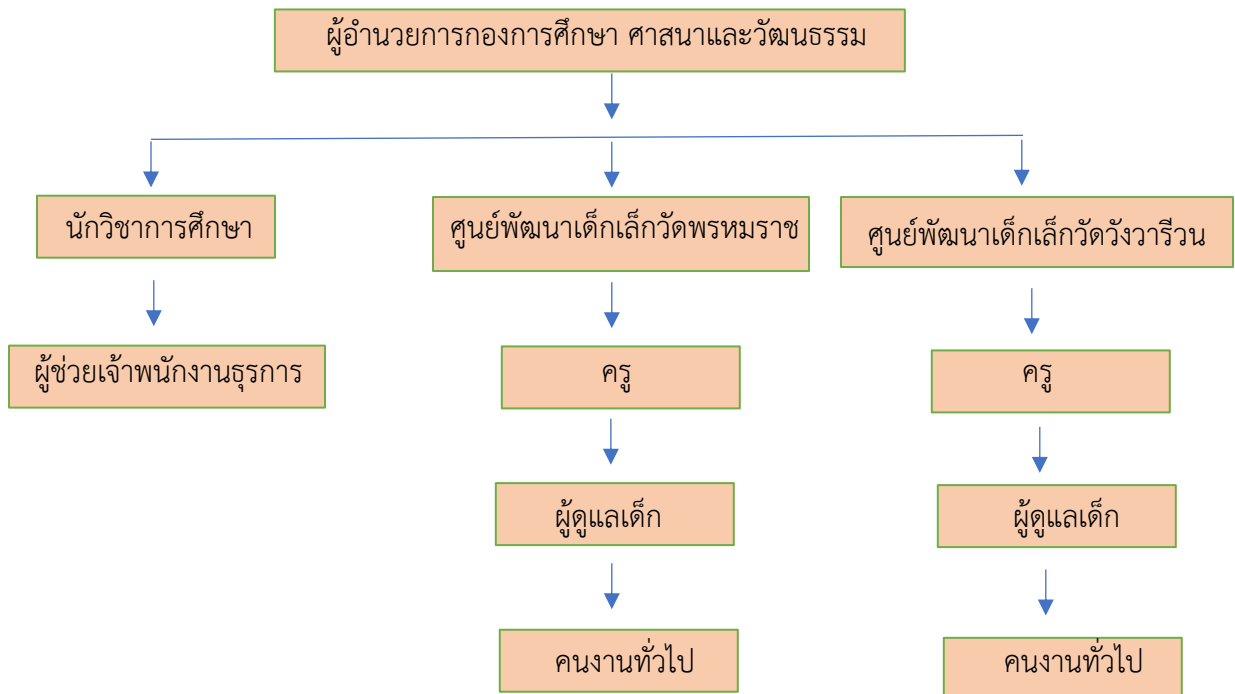 ผู้อำนวยการกองการศึกษา ศาสนาและวัฒนธรรม
นักวิชาการศึกษา
ศูนย์พัฒนาเด็กเล็กวัดพรหมราช
ศูนย์พัฒนาเด็กเล็กวัดวังวารีวน
ผู้ช่วยเจ้าพนักงานธุรการ
ครู
ครู
ผู้ดูแลเด็ก
ผู้ดูแลเด็ก
คนงานทั่วไป
คนงานทั่วไป